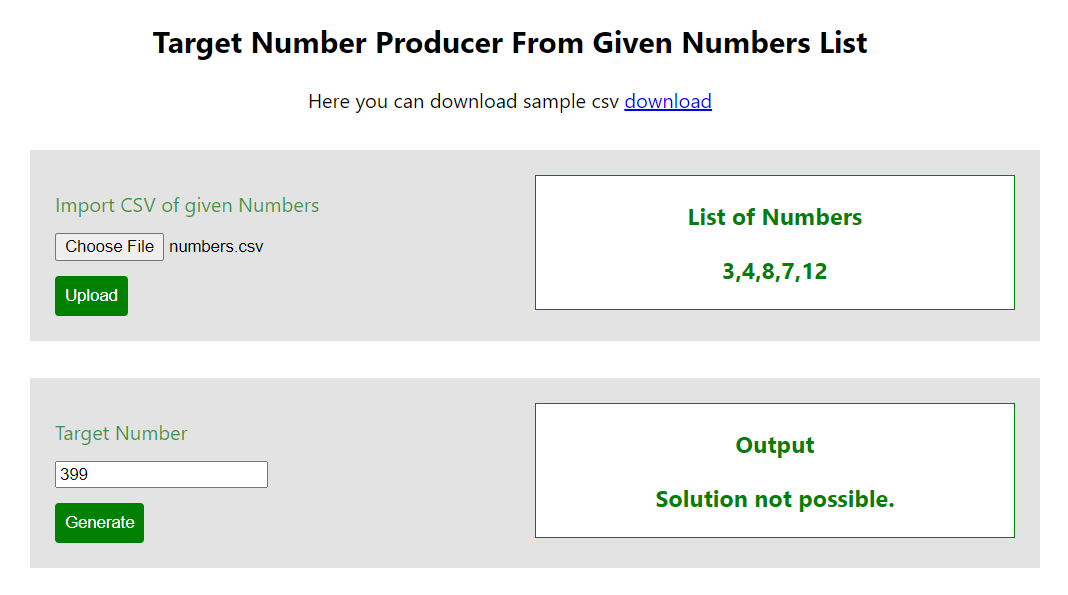 Target Number Producer From Given Numbers List
Here you can download sample csv download
Import CSV of given Numbers
Choose File numbers.csv
Upload
List of Numbers
3,4,8,7,12
Target Number
399
Generate
Output
Solution not possible.